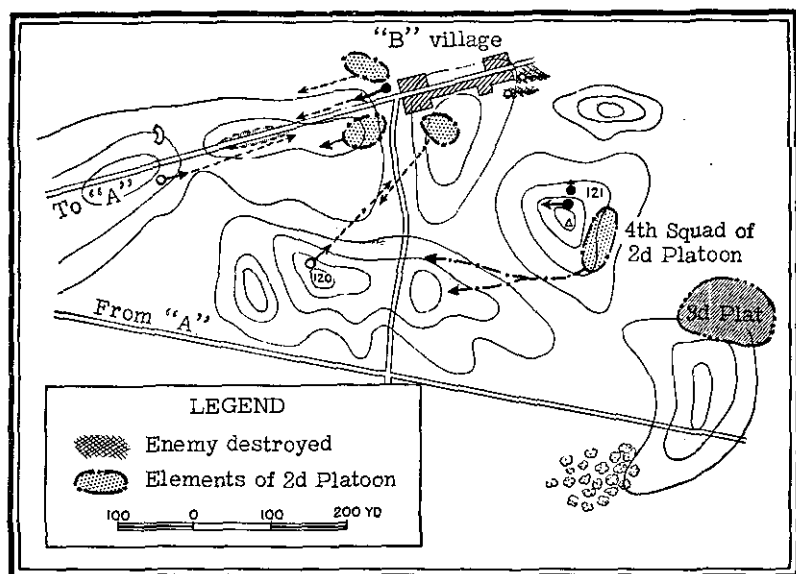 “B” village
To “A”
121
4th Squad of
2d Platoon
120
From “A”
3d Plat
LEGEND
Enemy destroyed
Elements of 2d Platoon
100 0 100 200 YD